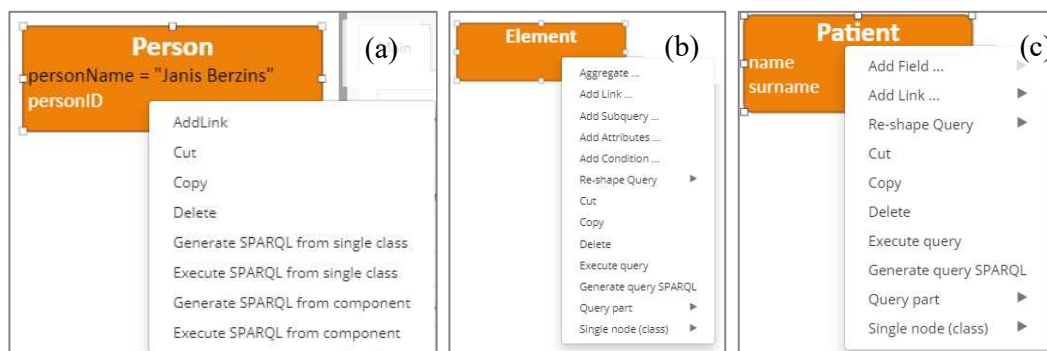 Person
(a)
personName = "Janis Berzins"
personID
AddLink
Cut
Copy
Delete
Generate SPARQL from single class
Execute SPARQL from single class
Generate SPARQL from component
Execute SPARQL from component
Element
(b)
Aggregate ...
Add Link ...
Add Subquery ...
Add Attributes ...
Add Condition ...
Re-shape Query
Cut
Copy
Delete
Execute query
Generate query SPARQL
Query part
Single node (class)
Patient
(c)
name
surname
Add Field ...
Add Link ...
Re-shape Query
Cut
Copy
Delete
Execute query
Generate query SPARQL
Query part
Single node (class)